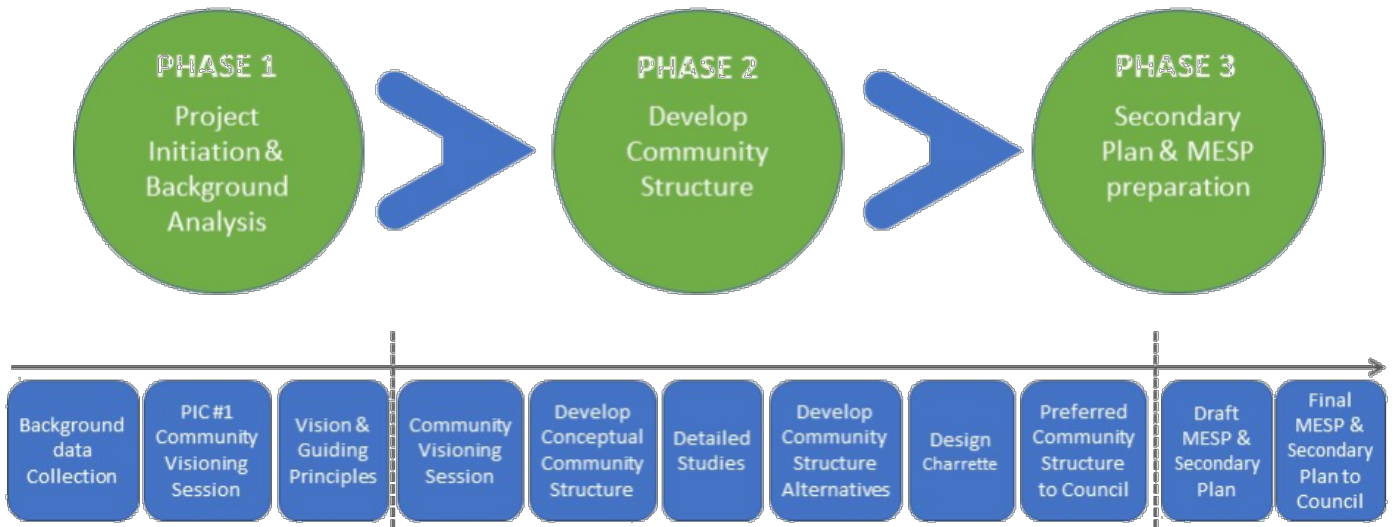 PHASE 1
Project
Initiation &
Background
Analysis
PHASE 2
Develop
Community
Structure
PHASE 3
Secondary
Plan & MESP
preparation
Background
data
Collection
PIC #1
Community
Visioning
Session
Vision &
Guiding
Principles
Community
Visioning
Session
Develop
Conceptual
Community
Structure
Detailed
Studies
Develop
Community
Structure
Alternatives
Design
Charrette
Preferred
Community
Structure
to Council
Draft
MESP &
Secondary
Plan
Final
MESP &
Secondary
Plan to
Council